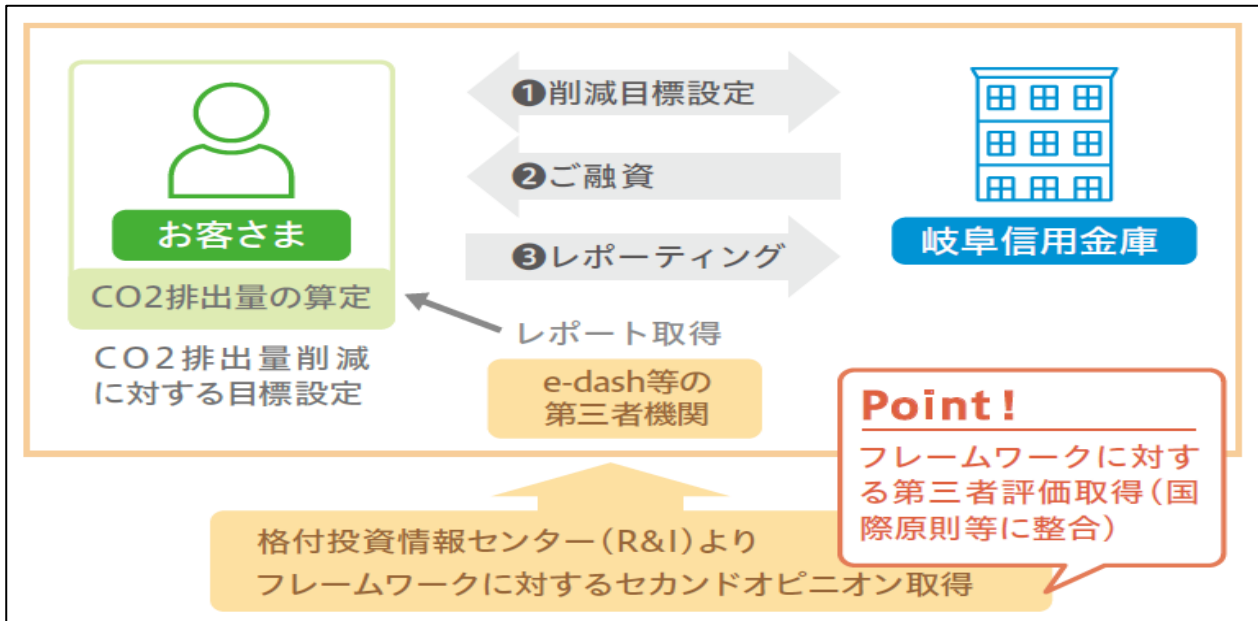 ❶削減目標設定
❷ご融資
❸レポーティング
お客さま
CO2排出量の算定
CO2排出量削減
に対する目標設定
岐阜信用金庫
レポート取得
e-dash等の
第三者機関
Point!
フレームワークに対す
る第三者評価取得(国
際原則等に整合)
格付投資情報センター(R&I)より
フレームワークに対するセカンドオピニオン取得